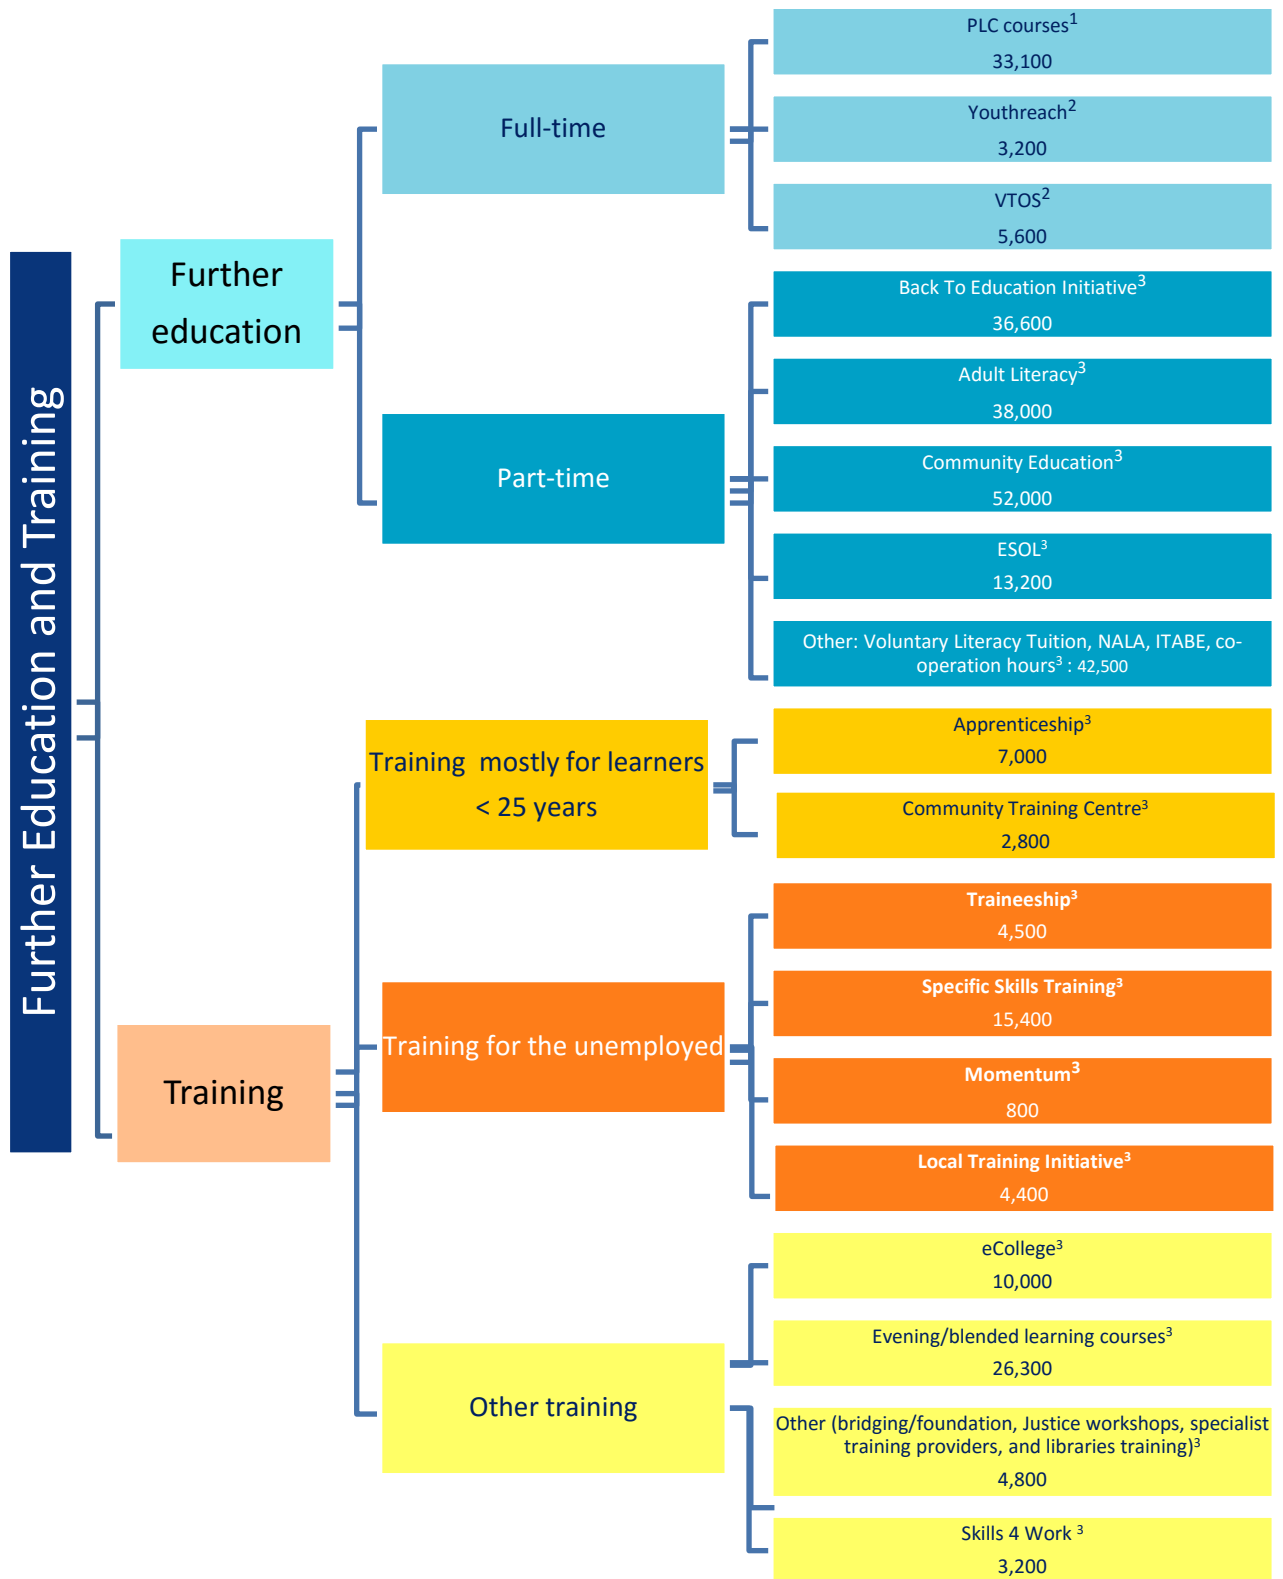 Further Education and Training
Further
education
Full-time
PLC courses¹
33,100
Youthreach²
3,200
VTOS²
5,600
Part-time
Back To Education Initiative³
36,600
Adult Literacy³
38,000
Community Education³
52,000
ESOL³
13,200
Other: Voluntary Literacy Tuition, NALA, ITABE, co-
operation hours³ : 42,500
Training
Training mostly for learners
< 25 years
Apprenticeship³
7,000
Community Training Centre³
2,800
Training for the unemployed
Traineeship³
4,500
Specific Skills Training³
15,400
Momentum³
800
Local Training Initiative³
4,400
Other training
eCollege³
10,000
Evening/blended learning courses³
26,300
Other (bridging/foundation, Justice workshops, specialist
training providers, and libraries training)³
4,800
Skills 4 Work ³
3,200